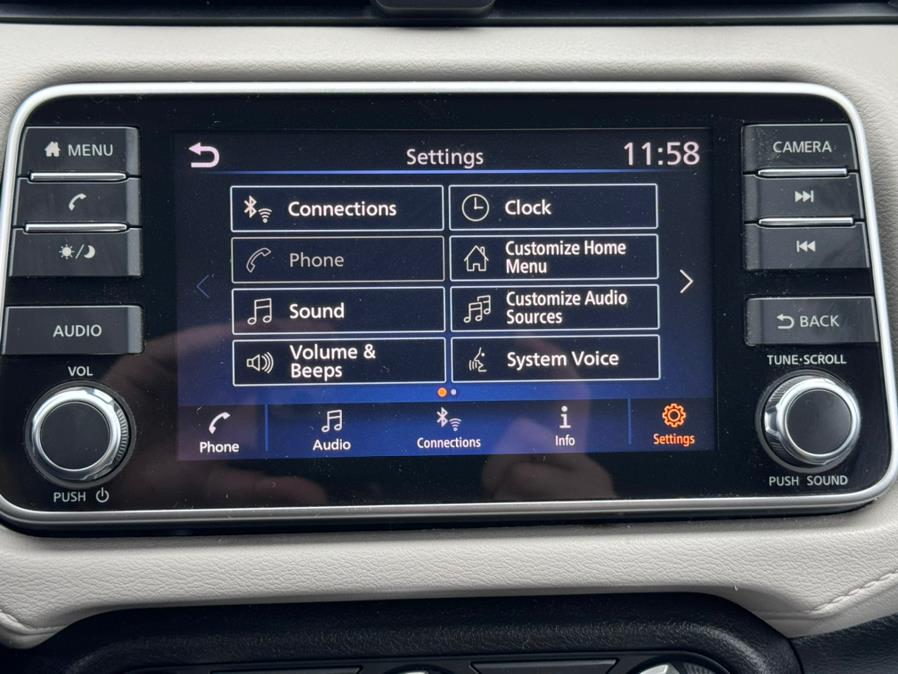 MENU
CAMERA
Settings
11:58
Connections
Clock
Phone
Customize Home
Menu
Sound
Customize Audio
Sources
Volume &
Beeps
System Voice
AUDIO
BACK
VOL
TUNE·SCROLL
Phone
Audio
Connections
Info
Settings
PUSH
PUSH SOUND